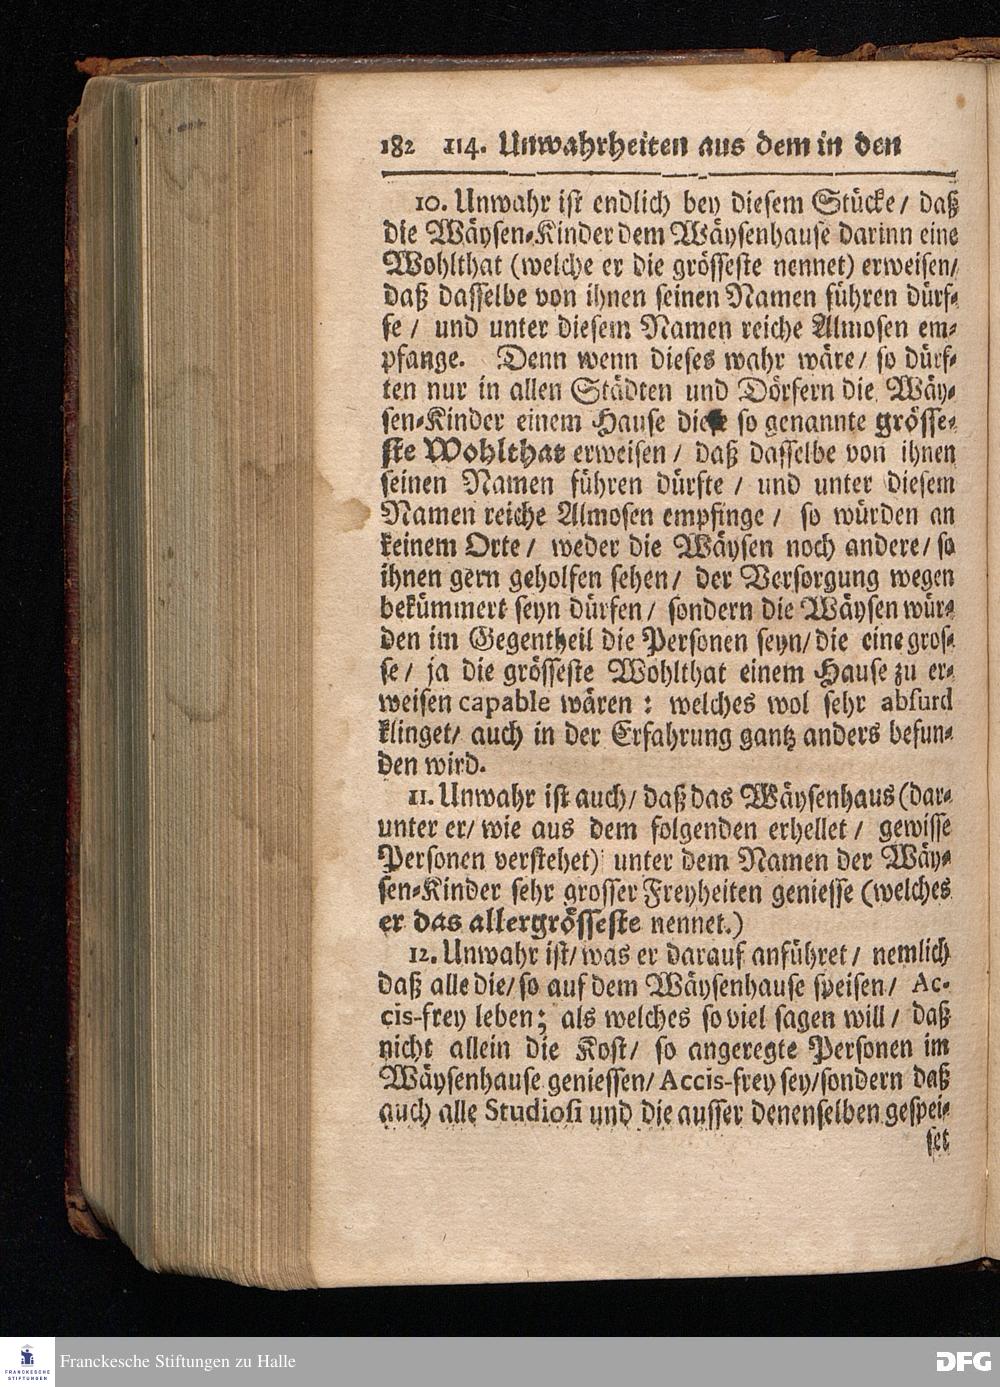 182 114. Unwahrheiten aus dem in den
10. Unwahr ist endlich bey diesem Stücke/ daß
die Wäysen-Kinder dem Wäysenhause darinn eine
Wohlthat (welche er die grösseste nennet) erweisen/
daß dasselbe von ihnen seinen Namen führen dürf-
fe / und unter diesem Namen reiche Almosen em-
pfange. Denn wenn dieses wahr wäre/ so dürf-
ten nur in allen Städten und Dörfern die Wäy-
sen-Kinder einem Hause diese so genannte grösse-
ste Wohlthat erweisen / daß dasselbe von ihnen
seinen Namen führen dürfte / und unter diesem
Namen reiche Almosen empfinge / so würden an
keinem Orte / weder die Wäysen noch andere/ so
ihnen gern geholfen sehen/ der Versorgung wegen
bekümmert seyn dürfen / sondern die Wäysen wür-
den im Gegentheil die Personen seyn/ die eine gros-
se / ja die grösseste Wohlthat einem Hause zu er-
weisen capable wären : welches wol sehr absurd
klinget/ auch in der Erfahrung gantz anders befun-
den wird.
11. Unwahr ist auch/ daß das Wäysenhaus (dar-
unter er/ wie aus dem folgenden erhellet / gewisse
Personen verstehet) unter dem Namen der Wäy-
sen-Kinder sehr grosser Freyheiten geniesse (welches
er das allergrösseste nennet.)
12. Unwahr ist/ was er darauf anführet / nemlich
daß alle die/ so auf dem Wäysenhause speisen/ Ac-
cis-frey leben; als welches so viel sagen will / daß
nicht allein die Kost/ so angeregte Personen im
Wäysenhause geniessen/ Accis-frey sey/ sondern daß
auch alle Studiosi und die ausser denenselben gespei-
set
FRANCKESCHE
STIFTUNGEN
Franckesche Stiftungen zu Halle
DFG